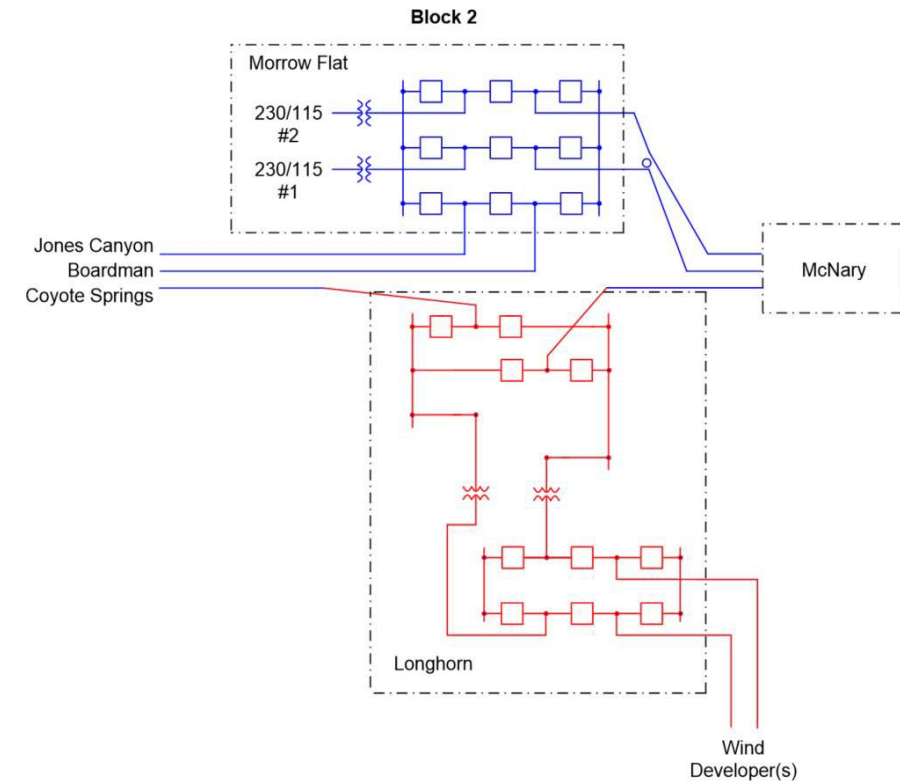 Block 2
Morrow Flat
230/115
#2
230/115
#1
Jones Canyon
Boardman
Coyote Springs
McNary
Longhorn
Wind
Developer(s)